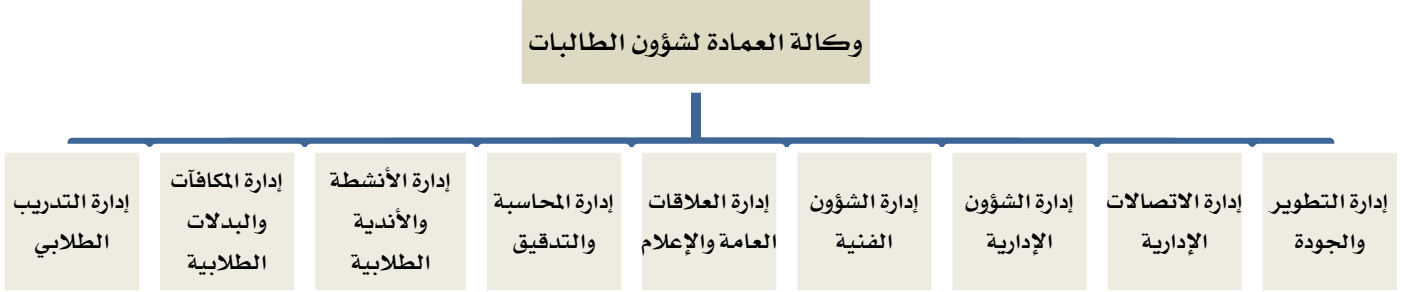 وكالة العمادة لشؤون الطالبات
إدارة التطوير
والجودة
إدارة الاتصالات
الإدارية
إدارة الشؤون
الإدارية
إدارة الشؤون
الفنية
إدارة العلاقات
العامة والإعلام
إدارة المحاسبة
والتدقيق
إدارة الأنشطة
والأندية
الطلابية
إدارة المكافآت
والبدلات
الطلابية
إدارة التدريب
الطلابي